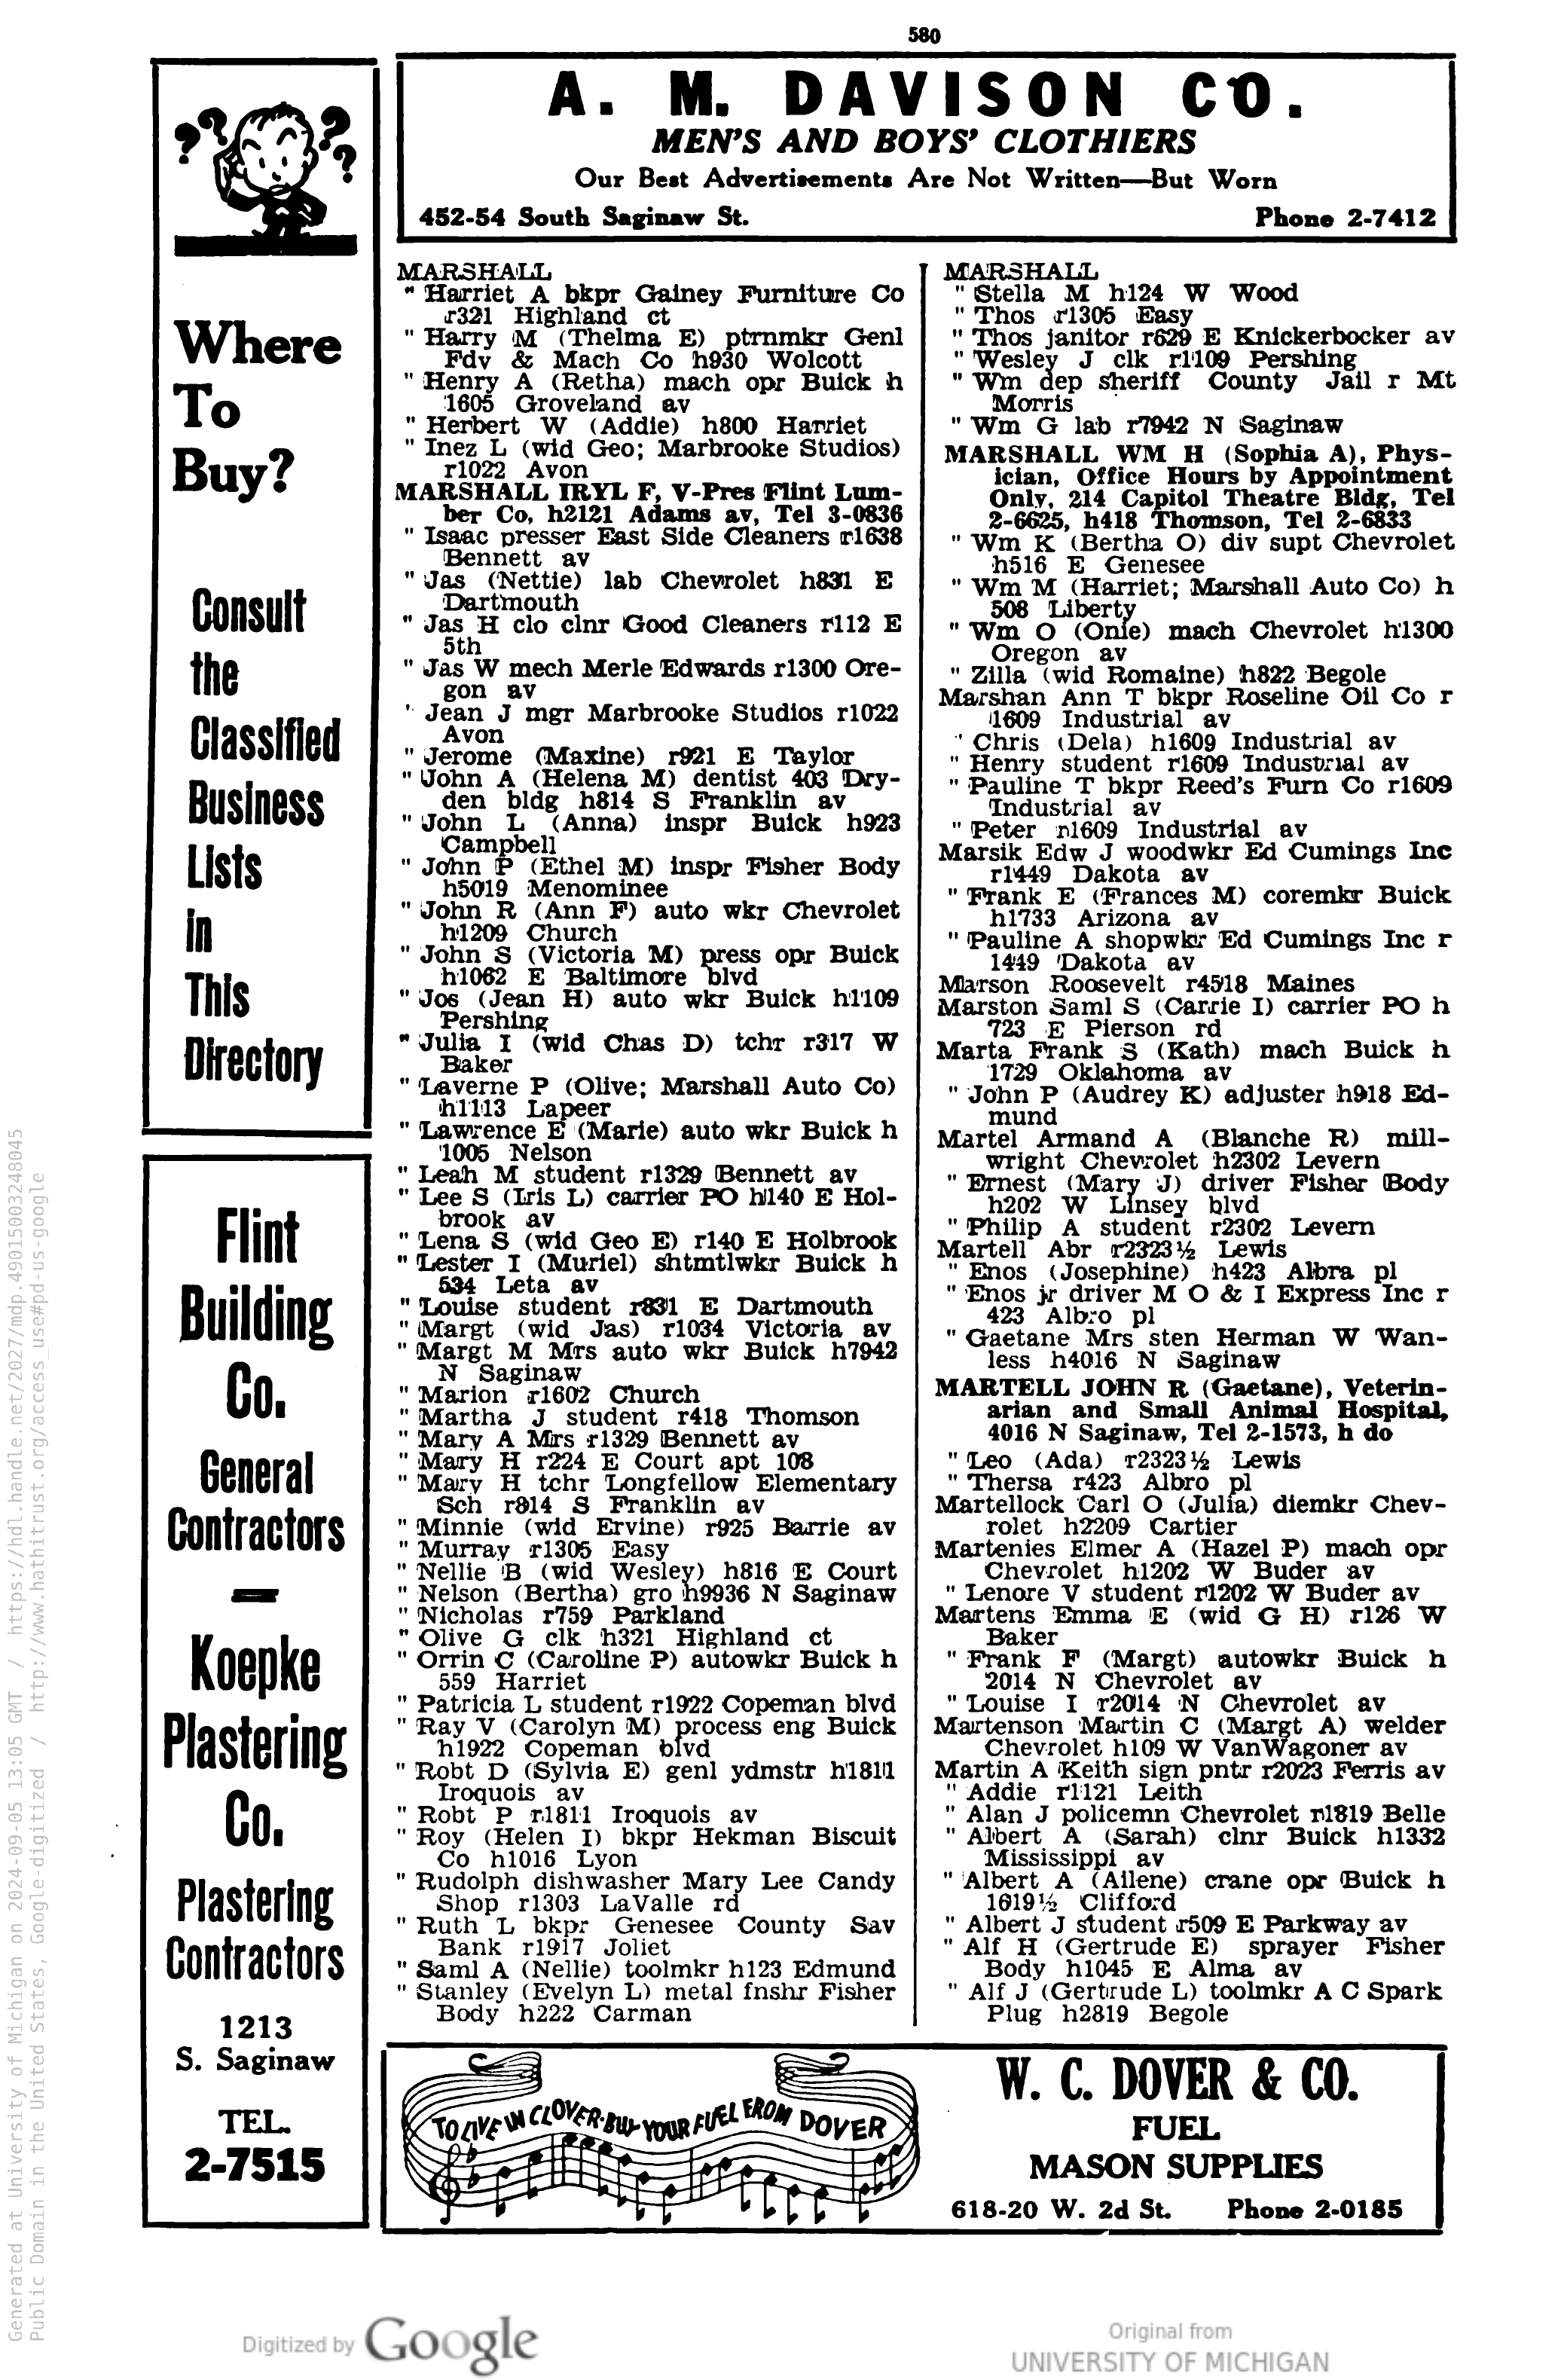 580
A. M. DAVISON CO.
MEN'S AND BOYS' CLOTHIERS
Our Best Advertisements Are Not Written—But Worn
452-54 South Saginaw St. Phone 2-7412
? ? ? ?
Where
To
Buy?
Consult
the
Classified
Business
Lists
in
This
Directory
Flint
Building
Co.
General
Contractors
—
Koepke
Plastering
Co.
Plastering
Contractors
1213
S. Saginaw
TEL.
2-7515
MARSHALL
" Harriet A bkpr Gainey Furniture Co
r321 Highland ct
" Harry M (Thelma E) ptrnmkr Genl
Fdy & Mach Co h930 Wolcott
" Henry A (Retha) mach opr Buick h
1605 Groveland av
" Herbert W (Addie) h800 Harriet
" Inez L (wid Geo; Marbrooke Studios)
r1022 Avon
MARSHALL IRYL F, V-Pres Flint Lum-
ber Co, h2121 Adams av, Tel 3-0836
" Isaac presser East Side Cleaners r1638
Bennett av
" Jas (Nettie) lab Chevrolet h831 E
Dartmouth
" Jas H clo clnr Good Cleaners r112 E
5th
" Jas W mech Merle Edwards r1300 Ore-
gon av
" Jean J mgr Marbrooke Studios r1022
Avon
" Jerome (Maxine) r921 E Taylor
" John A (Helena M) dentist 403 Dry-
den bldg h814 S Franklin av
" John L (Anna) inspr Buick h923
Campbell
" John P (Ethel M) inspr Fisher Body
h5019 Menominee
" John R (Ann F) auto wkr Chevrolet
h1209 Church
" John S (Victoria M) press opr Buick
h1062 E Baltimore blvd
" Jos (Jean H) auto wkr Buick h1109
Pershing
" Julia I (wid Chas D) tchr r317 W
Baker
" Laverne P (Olive; Marshall Auto Co)
h1113 Lapeer
" Lawrence E (Marie) auto wkr Buick h
1005 Nelson
" Leah M student r1329 Bennett av
" Lee S (Iris L) carrier PO h140 E Hol-
brook av
" Lena S (wid Geo E) r140 E Holbrook
" Lester I (Muriel) shtmtlwkr Buick h
534 Leta av
" Louise student r831 E Dartmouth
" Margt (wid Jas) r1034 Victoria av
" Margt M Mrs auto wkr Buick h7942
N Saginaw
" Marion r1602 Church
" Martha J student r418 Thomson
" Mary A Mrs r1329 Bennett av
" Mary H r224 E Court apt 108
" Mary H tchr Longfellow Elementary
Sch r814 S Franklin av
" Minnie (wid Ervine) r925 Barrie av
" Murray r1305 Easy
" Nellie B (wid Wesley) h816 E Court
" Nelson (Bertha) gro h9936 N Saginaw
" Nicholas r759 Parkland
" Olive G clk h321 Highland ct
" Orrin C (Caroline P) autowkr Buick h
559 Harriet
" Patricia L student r1922 Copeman blvd
" Ray V (Carolyn M) process eng Buick
h1922 Copeman blvd
" Robt D (Sylvia E) genl ydmstr h1811
Iroquois av
" Robt P r1811 Iroquois av
" Roy (Helen I) bkpr Hekman Biscuit
Co h1016 Lyon
" Rudolph dishwasher Mary Lee Candy
Shop r1303 LaValle rd
" Ruth L bkpr Genesee County Sav
Bank r1917 Joliet
" Saml A (Nellie) toolmkr h123 Edmund
" Stanley (Evelyn L) metal fnshr Fisher
Body h222 Carman
MARSHALL
" Stella M h124 W Wood
" Thos r1305 Easy
" Thos janitor r629 E Knickerbocker av
" Wesley J clk r1109 Pershing
" Wm dep sheriff County Jail r Mt
Morris
" Wm G lab r7942 N Saginaw
MARSHALL WM H (Sophia A), Phys-
ician, Office Hours by Appointment
Only, 214 Capitol Theatre Bldg, Tel
2-6625, h418 Thomson, Tel 2-6833
" Wm K (Bertha O) div supt Chevrolet
h516 E Genesee
" Wm M (Harriet; Marshall Auto Co) h
508 Liberty
" Wm O (Onie) mach Chevrolet h1300
Oregon av
" Zilla (wid Romaine) h822 Begole
Marshan Ann T bkpr Roseline Oil Co r
1609 Industrial av
" Chris (Dela) h1609 Industrial av
" Henry student r1609 Industrial av
" Pauline T bkpr Reed's Furn Co r1609
Industrial av
" Peter r1609 Industrial av
Marsik Edw J woodwkr Ed Cumings Inc
r1449 Dakota av
" Frank E (Frances M) coremkr Buick
h1733 Arizona av
" Pauline A shopwkr Ed Cumings Inc r
1449 Dakota av
Marson Roosevelt r4518 Maines
Marston Saml S (Carrie I) carrier PO h
723 E Pierson rd
Marta Frank S (Kath) mach Buick h
1729 Oklahoma av
" John P (Audrey K) adjuster h918 Ed-
mund
Martel Armand A (Blanche R) mill-
wright Chevrolet h2302 Levern
" Ernest (Mary J) driver Fisher Body
h202 W Linsey blvd
" Philip A student r2302 Levern
Martell Abr r2323½ Lewis
" Enos (Josephine) h423 Albra pl
" Enos jr driver M O & I Express Inc r
423 Albro pl
" Gaetane Mrs sten Herman W Wan-
less h4016 N Saginaw
MARTELL JOHN R (Gaetane), Veterin-
arian and Small Animal Hospital,
4016 N Saginaw, Tel 2-1573, h do
" Leo (Ada) r2323½ Lewis
" Thersa r423 Albro pl
Martellock Carl O (Julia) diemkr Chev-
rolet h2209 Cartier
Martenies Elmer A (Hazel P) mach opr
Chevrolet h1202 W Buder av
" Lenore V student r1202 W Buder av
Martens Emma E (wid G H) r126 W
Baker
" Frank F (Margt) autowkr Buick h
2014 N Chevrolet av
" Louise I r2014 N Chevrolet av
Martenson Martin C (Margt A) welder
Chevrolet h109 W VanWagoner av
Martin A Keith sign pntr r2023 Ferris av
" Addie r1121 Leith
" Alan J policemn Chevrolet r1819 Belle
" Albert A (Sarah) clnr Buick h1332
Mississippi av
" Albert A (Ailene) crane opr Buick h
1619½ Clifford
" Albert J student r509 E Parkway av
" Alf H (Gertrude E) sprayer Fisher
Body h1045 E Alma av
" Alf J (Gertrude L) toolmkr A C Spark
Plug h2819 Begole
TO LIVE IN CLOVER-BUY YOUR FUEL FROM DOVER
W. C. DOVER & CO.
FUEL
MASON SUPPLIES
618-20 W. 2d St. Phone 2-0185
Generated at University of Michigan on 2024-09-05 13:05 GMT / https://hdl.handle.net/2027/mdp.49015003248045
Public Domain in the United States, Google-digitized / http://www.hathitrust.org/access_use#pd-us-google
Digitized by Google
Original from
UNIVERSITY OF MICHIGAN